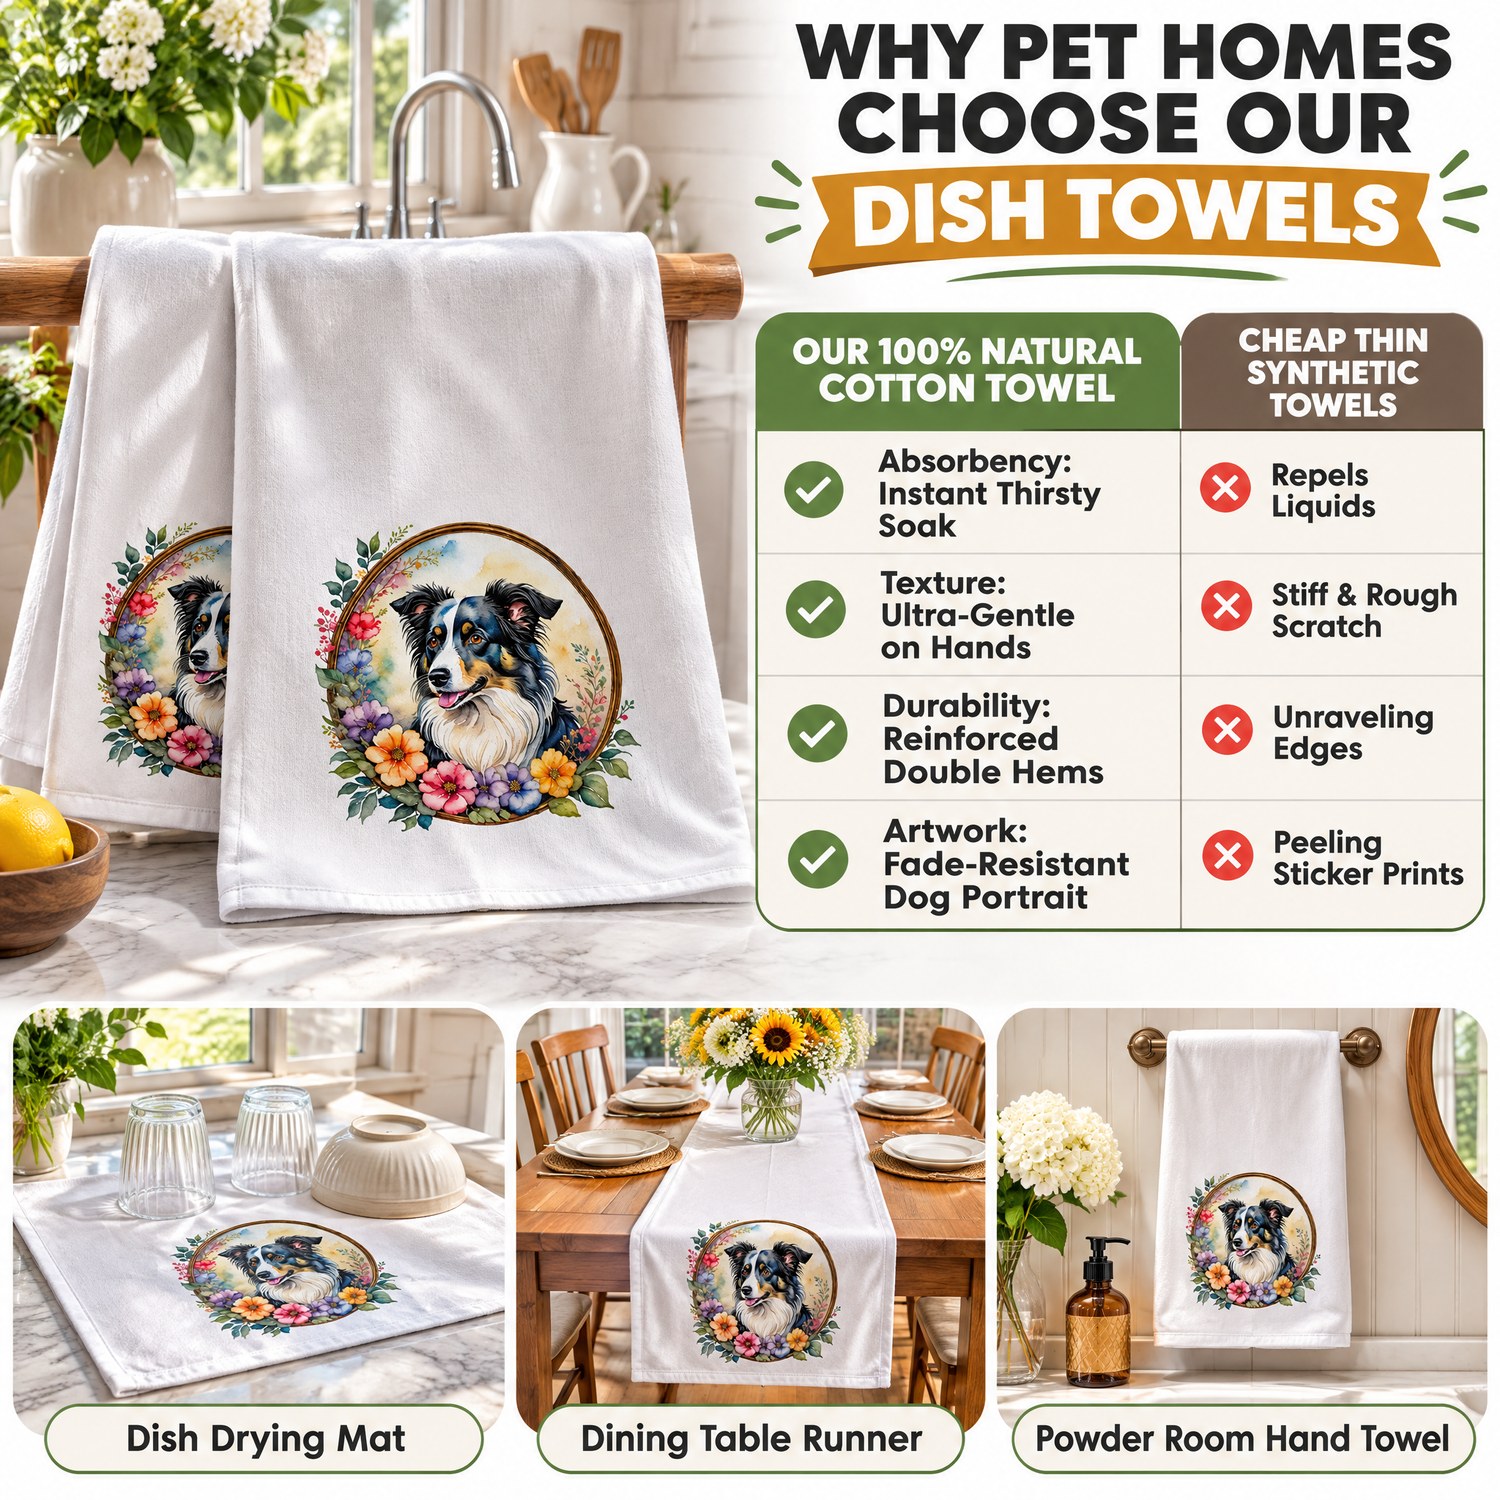 WHY PET HOMES
CHOOSE OUR
DISH TOWELS
OUR 100% NATURAL
COTTON TOWEL
CHEAP THIN
SYNTHETIC
TOWELS
Absorbency:
Instant Thirsty
Soak
Repels
Liquids
Texture:
Ultra-Gentle
on Hands
Stiff & Rough
Scratch
Durability:
Reinforced
Double Hems
Unraveling
Edges
Artwork:
Fade-Resistant
Dog Portrait
Peeling
Sticker Prints
Dish Drying Mat
Dining Table Runner
Powder Room Hand Towel